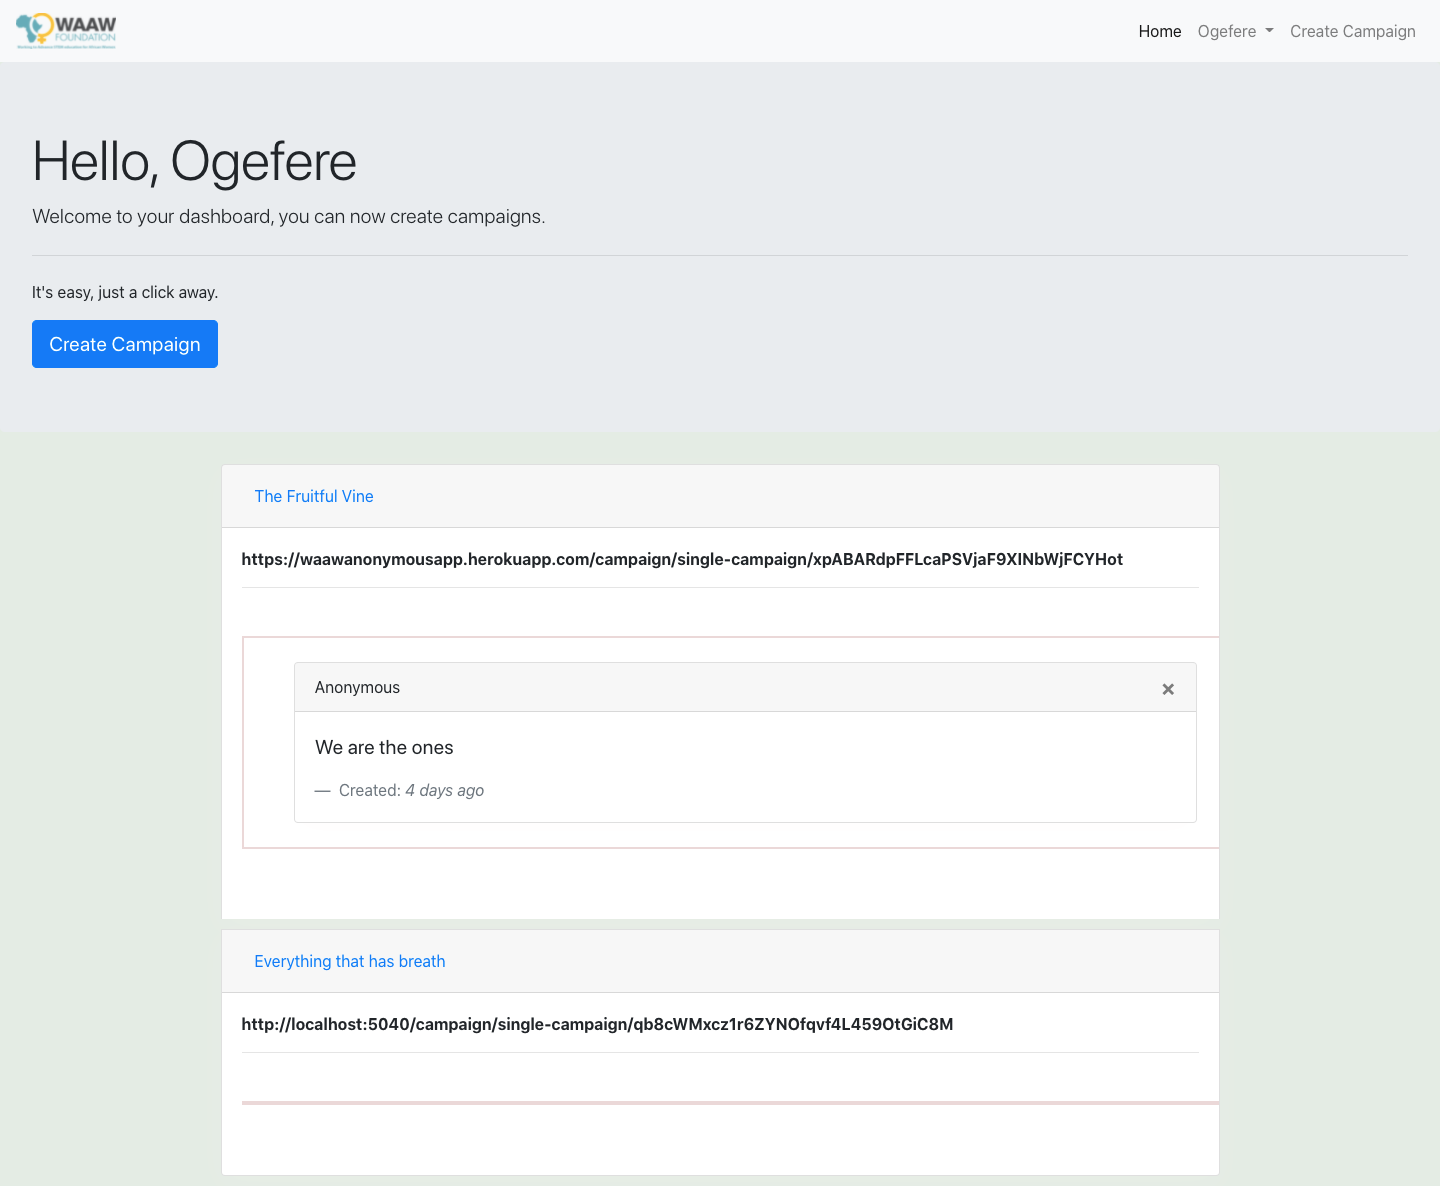 WAAW
FOUNDATION
Home
Ogefere
Create Campaign
Hello, Ogefere
Welcome to your dashboard, you can now create campaigns.
It's easy, just a click away.
Create Campaign
The Fruitful Vine
https://waawanonymousapp.herokuapp.com/campaign/single-campaign/xpABARdpFFLcaPSVjaF9XINbWjFCYHot
Anonymous
×
We are the ones
— Created: 4 days ago
Everything that has breath
http://localhost:5040/campaign/single-campaign/qb8cWMxcz1r6ZYNOfqvf4L459OtGiC8M